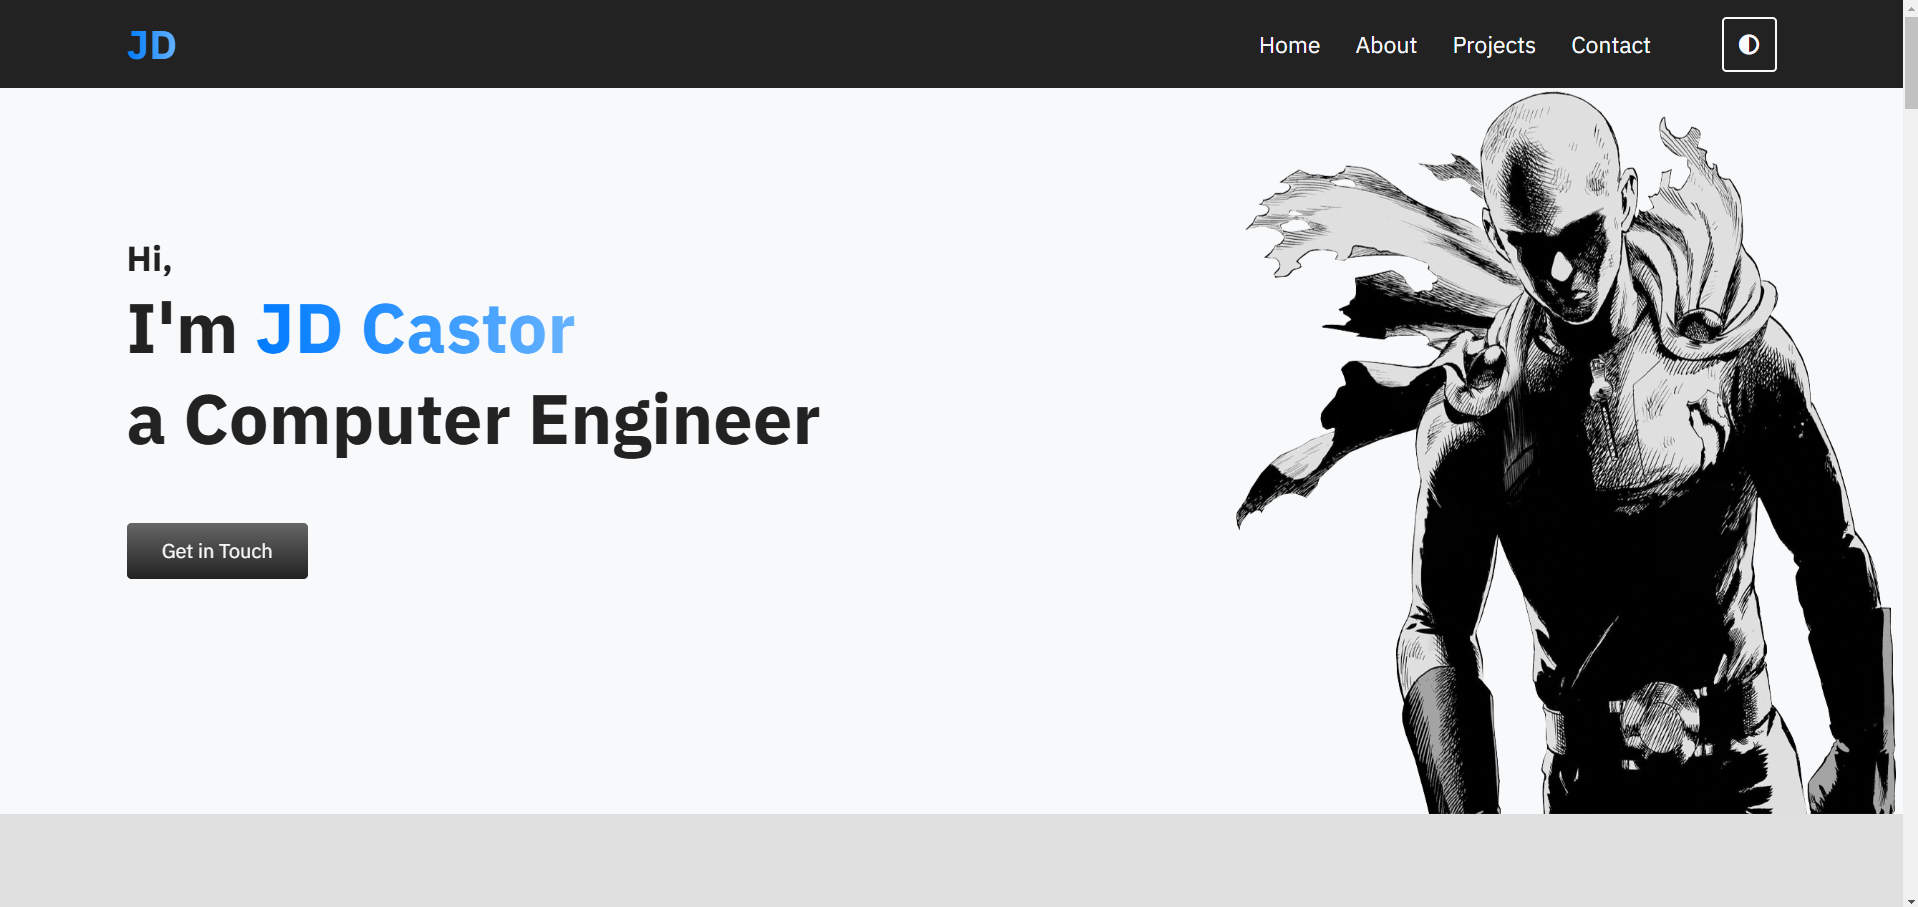 JD
Home About Projects Contact
Hi,
I'm JD Castor
a Computer Engineer
Get in Touch